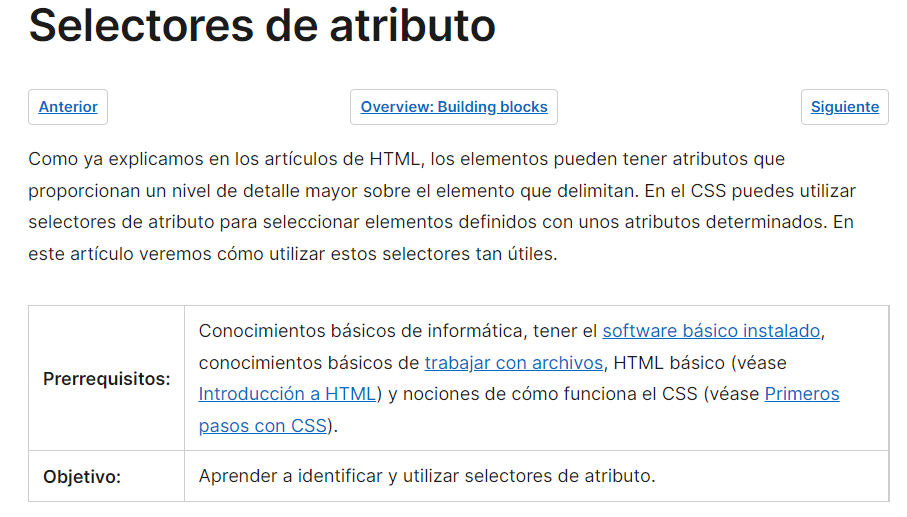 Selectores de atributo
Anterior
Overview: Building blocks
Siguiente
Como ya explicamos en los artículos de HTML, los elementos pueden tener atributos que
proporcionan un nivel de detalle mayor sobre el elemento que delimitan. En el CSS puedes utilizar
selectores de atributo para seleccionar elementos definidos con unos atributos determinados. En
este artículo veremos cómo utilizar estos selectores tan útiles.
Prerrequisitos:
Conocimientos básicos de informática, tener el software básico instalado,
conocimientos básicos de trabajar con archivos, HTML básico (véase
Introducción a HTML) y nociones de cómo funciona el CSS (véase Primeros
pasos con CSS).
Objetivo:
Aprender a identificar y utilizar selectores de atributo.